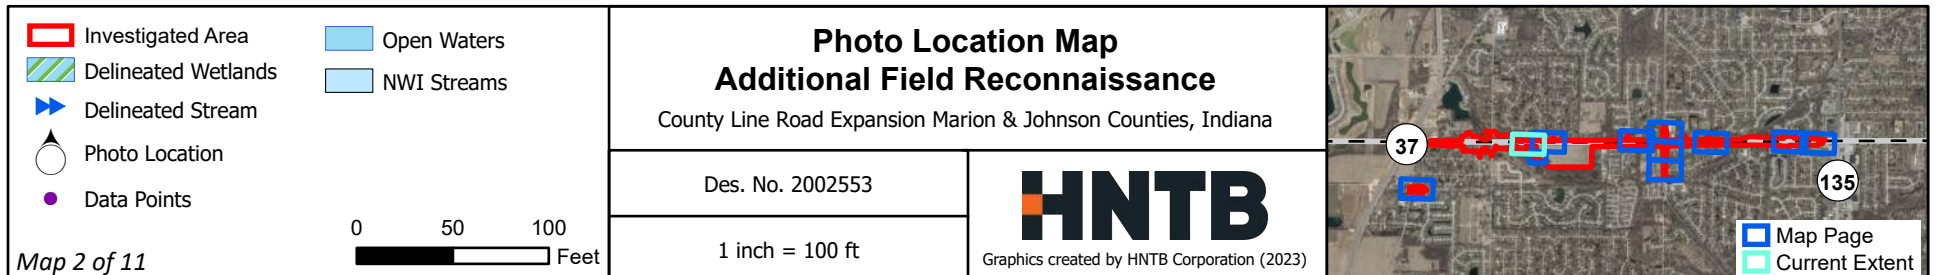 Investigated Area
Delineated Wetlands
Delineated Stream
Photo Location
Data Points
Open Waters
NWI Streams
0 50 100
Feet
Map 2 of 11
Photo Location Map
Additional Field Reconnaissance
County Line Road Expansion Marion & Johnson Counties, Indiana
Des. No. 2002553
1 inch = 100 ft
HNTB
Graphics created by HNTB Corporation (2023)
37
135
Map Page
Current Extent